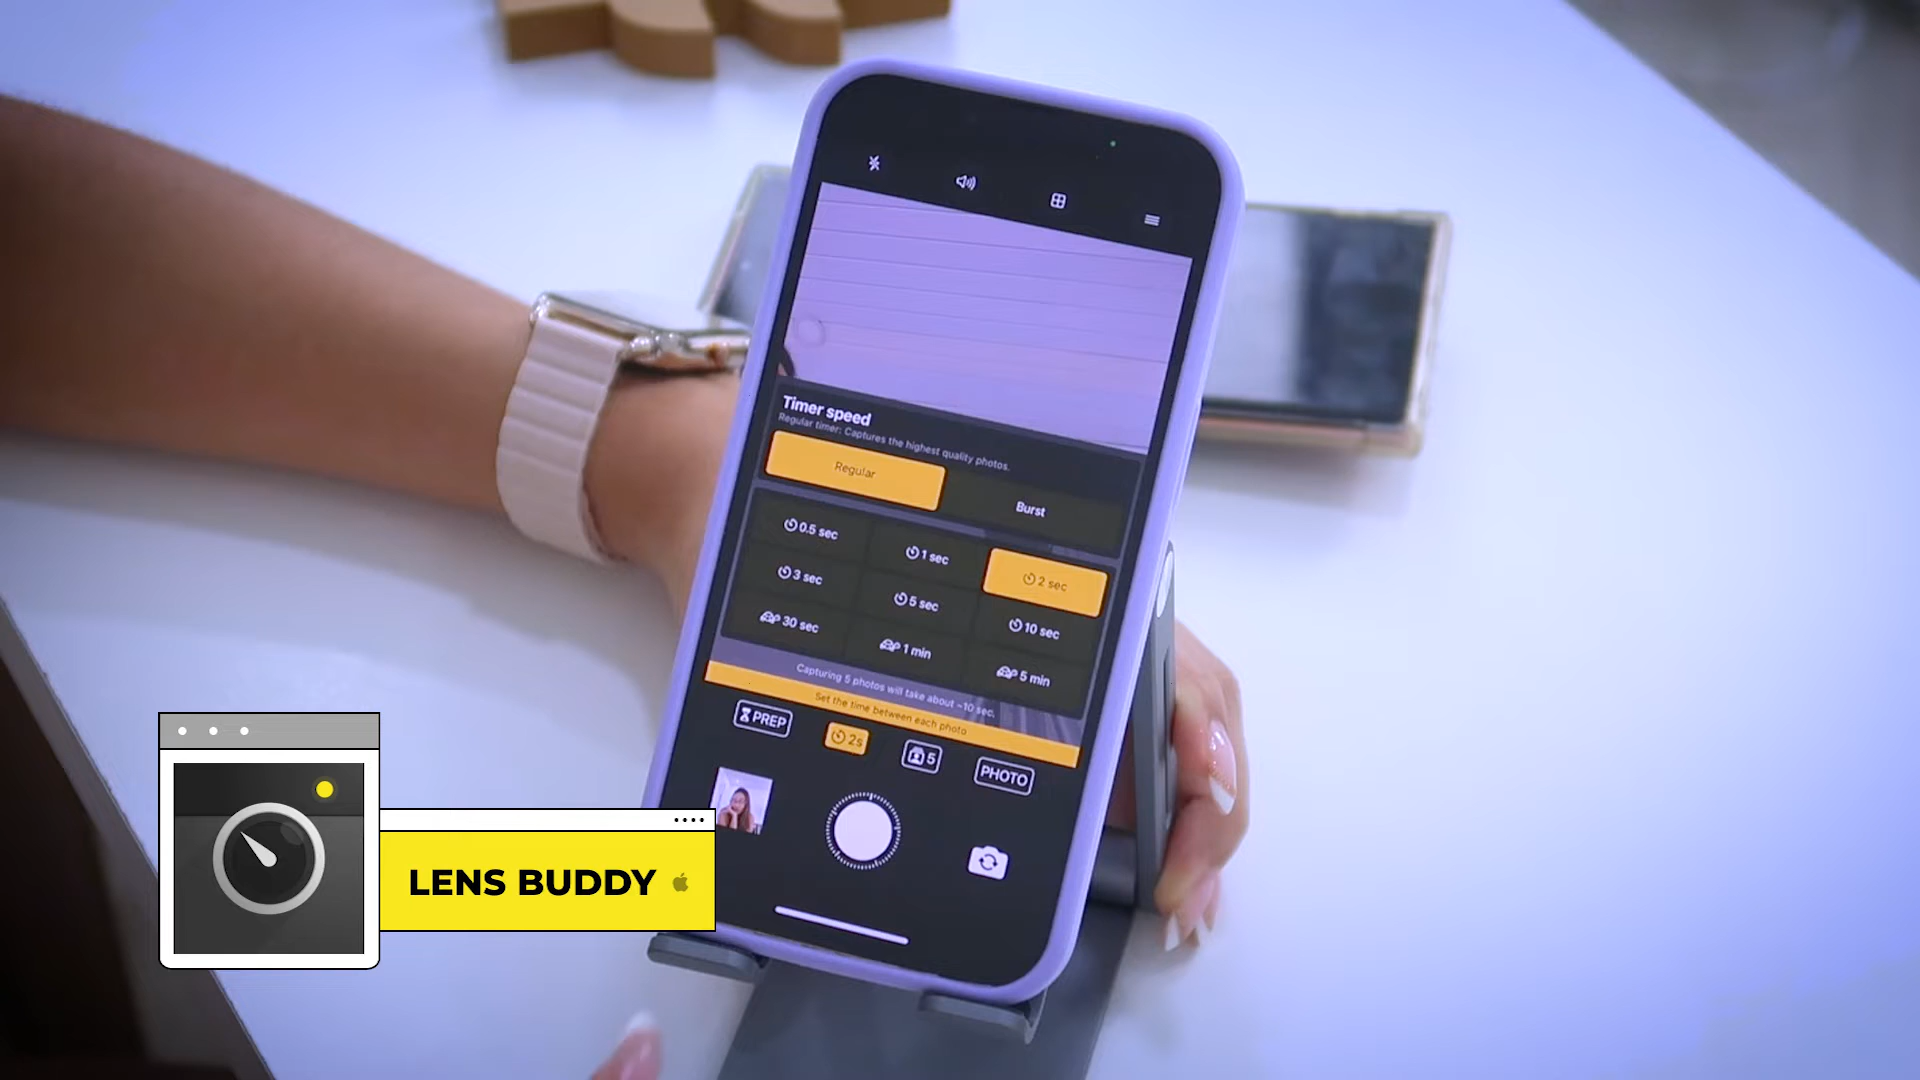 Timer speed
Regular timer: Captures the highest quality photos.
Regular
Burst
0.5 sec
1 sec
2 sec
3 sec
5 sec
10 sec
30 sec
1 min
5 min
Capturing 5 photos will take about ~10 sec.
Set the time between each photo
PREP
2s
5
PHOTO
LENS BUDDY